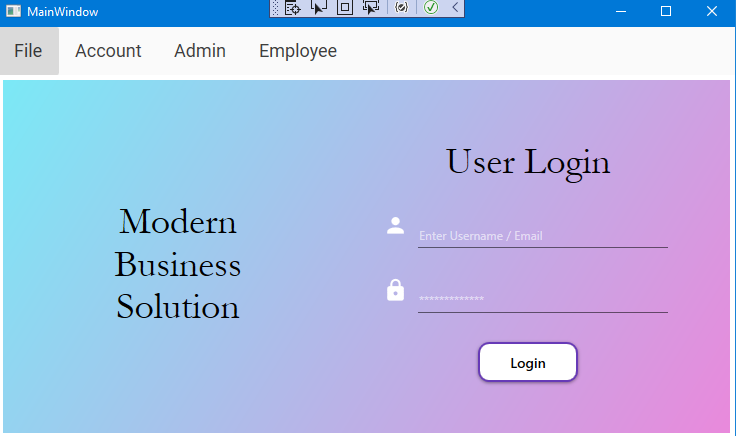 MainWindow
File Account Admin Employee
User Login
Modern
Business
Solution
Enter Username / Email
*************
Login